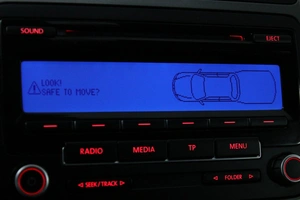 SOUND
EJECT
LOOK!
SAFE TO MOVE?
RADIO
MEDIA
TP
MENU
SEEK/TRACK
FOLDER